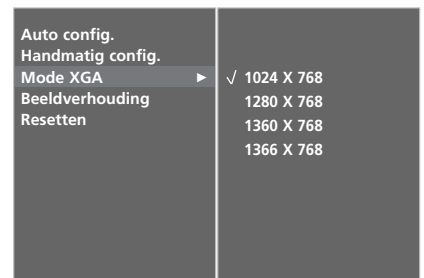 Auto config.
Handmatig config.
Mode XGA ►
Beeldverhouding
Resetten
√ 1024 X 768
1280 X 768
1360 X 768
1366 X 768